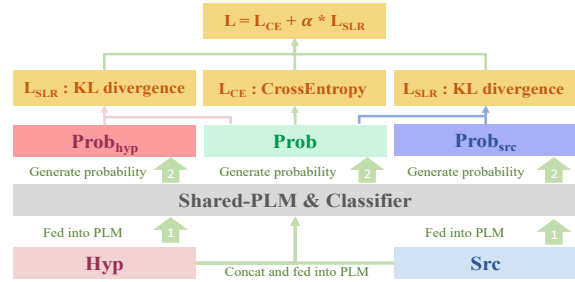 L = L_CE + α * L_SLR
L_SLR : KL divergence
L_CE : CrossEntropy
L_SLR : KL divergence
Prob_hyp
Prob
Prob_src
Generate probability
2
Generate probability
2
Generate probability
2
Shared-PLM & Classifier
Fed into PLM
1
Fed into PLM
1
Hyp
Concat and fed into PLM
Src